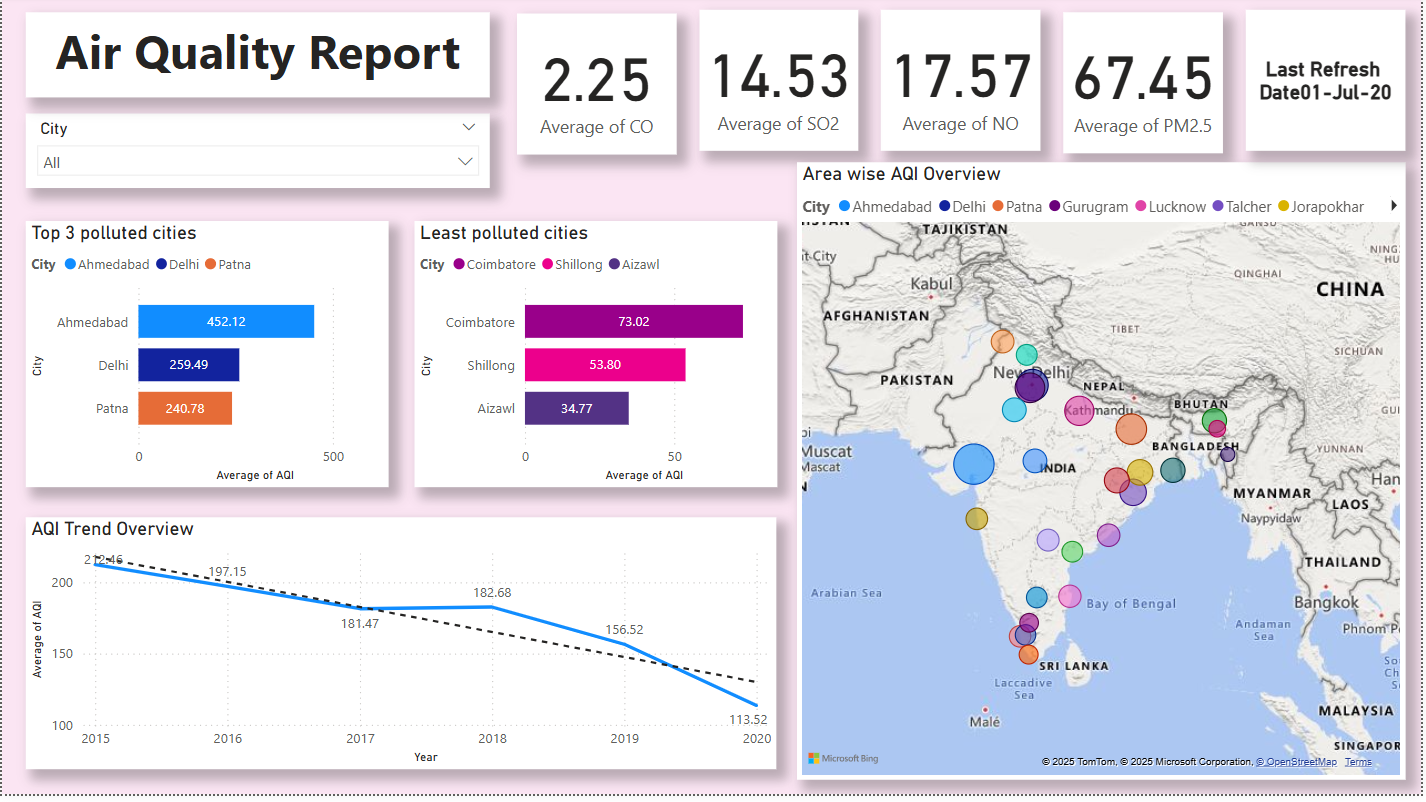 Air Quality Report
City
All
2.25
Average of CO
14.53
Average of SO2
17.57
Average of NO
67.45
Average of PM2.5
Last Refresh
Date01-Jul-20
Top 3 polluted cities
City Ahmedabad Delhi Patna
City
Ahmedabad
452.12
Delhi
259.49
Patna
240.78
0 500
Average of AQI
Least polluted cities
City Coimbatore Shillong Aizawl
City
Coimbatore
73.02
Shillong
53.80
Aizawl
34.77
0 50
Average of AQI
AQI Trend Overview
Average of AQI
200
150
100
212.46
197.15
181.47
182.68
156.52
113.52
2015 2016 2017 2018 2019 2020
Year
Area wise AQI Overview
City Ahmedabad Delhi Patna Gurugram Lucknow Talcher Jorapokhar
TAJIKISTAN
City
QINGHAI
Kabul
CHINA
AFGHANISTAN
TIBET
SICHUAN
New Delhi
PAKISTAN
NEPAL
Kathmandu
BHUTAN
BANGLADESH
Muscat
Mascat
YUNNAN
INDIA
MYANMAR
LAOS
Naypyidaw
THAILAND
Arabian Sea
Bay of Bengal
Bangkok
Andaman
Sea
Phnom
SRI LANKA
Laccadive
Sea
Malé
MALAYSIA
SINGAPOR
Microsoft Bing
© 2025 TomTom, © 2025 Microsoft Corporation, © OpenStreetMap Terms